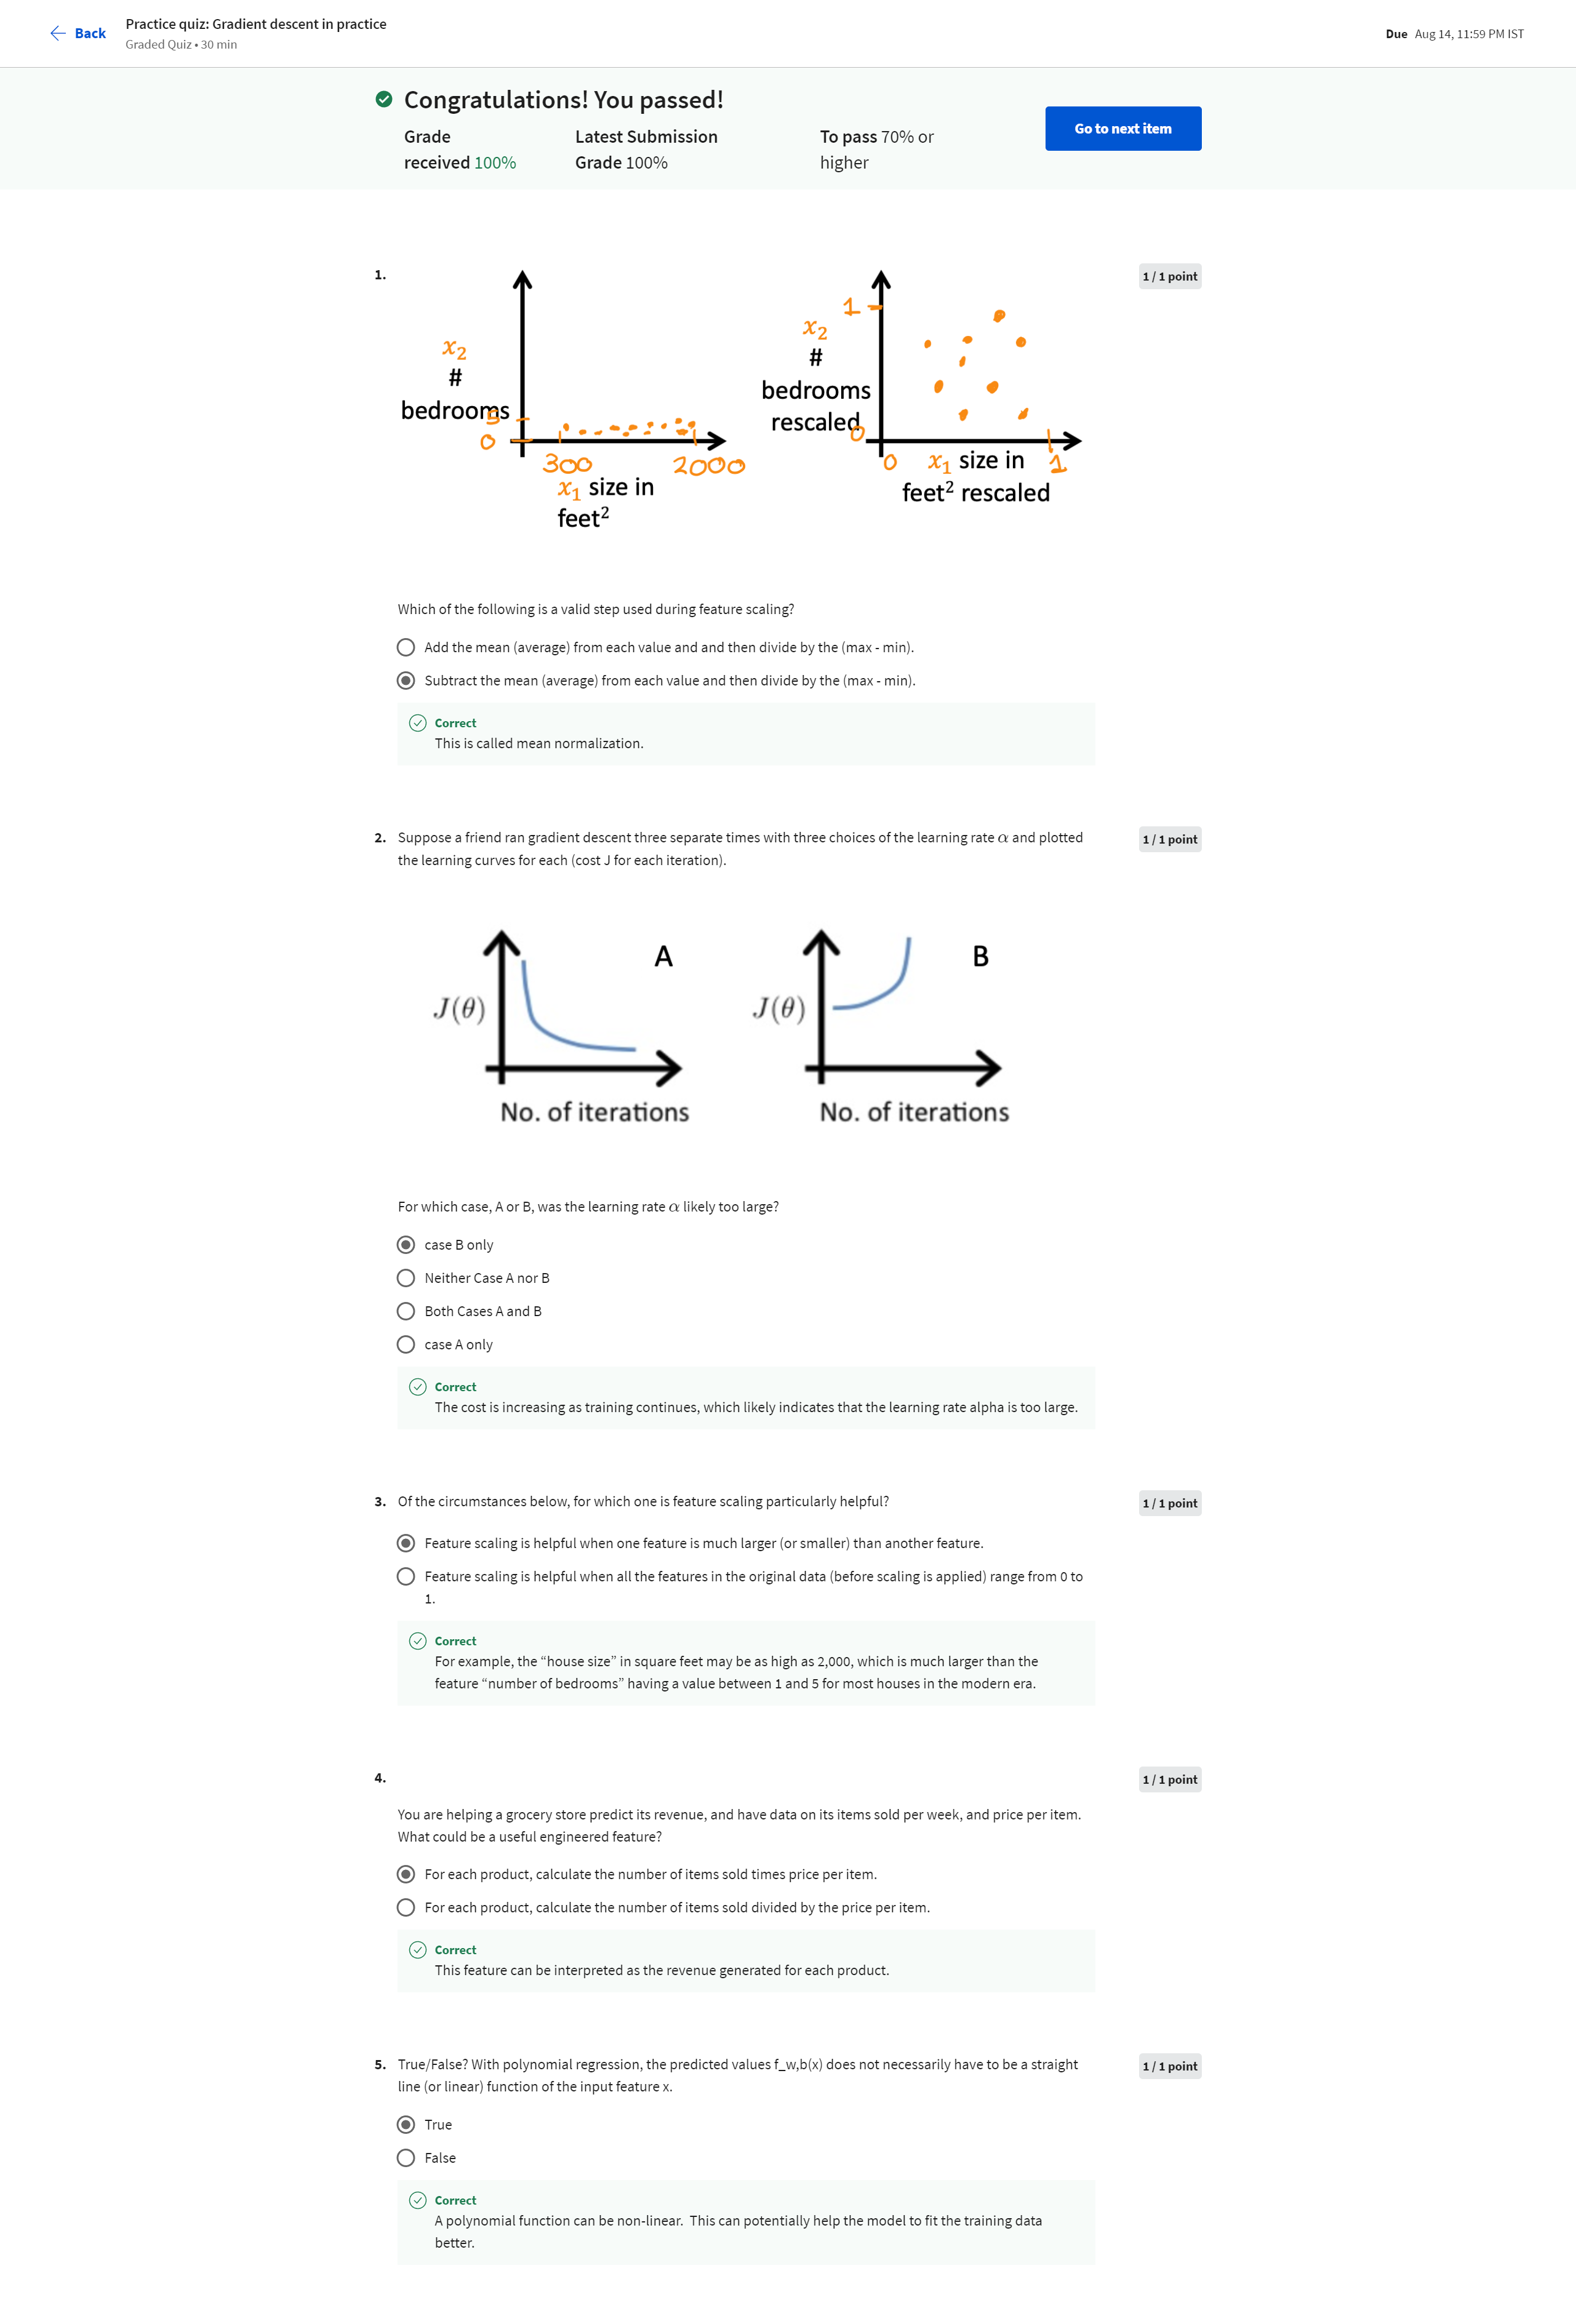 Back
Practice quiz: Gradient descent in practice
Graded Quiz • 30 min
Due Aug 14, 11:59 PM IST
Congratulations! You passed!
Grade received 100%
Latest Submission Grade 100%
To pass 70% or higher
Go to next item
1.
1 / 1 point
x₂
#
bedrooms
5
0
300
2000
x₁ size in
feet²
1
x₂
#
bedrooms
rescaled
0
0
x₁ size in
1
feet² rescaled
Which of the following is a valid step used during feature scaling?
Add the mean (average) from each value and and then divide by the (max - min).
Subtract the mean (average) from each value and then divide by the (max - min).
Correct
This is called mean normalization.
2. Suppose a friend ran gradient descent three separate times with three choices of the learning rate α and plotted
the learning curves for each (cost J for each iteration).
1 / 1 point
A
J(θ)
No. of iterations
B
J(θ)
No. of iterations
For which case, A or B, was the learning rate α likely too large?
case B only
Neither Case A nor B
Both Cases A and B
case A only
Correct
The cost is increasing as training continues, which likely indicates that the learning rate alpha is too large.
3. Of the circumstances below, for which one is feature scaling particularly helpful?
1 / 1 point
Feature scaling is helpful when one feature is much larger (or smaller) than another feature.
Feature scaling is helpful when all the features in the original data (before scaling is applied) range from 0 to
1.
Correct
For example, the “house size” in square feet may be as high as 2,000, which is much larger than the
feature “number of bedrooms” having a value between 1 and 5 for most houses in the modern era.
4.
1 / 1 point
You are helping a grocery store predict its revenue, and have data on its items sold per week, and price per item.
What could be a useful engineered feature?
For each product, calculate the number of items sold times price per item.
For each product, calculate the number of items sold divided by the price per item.
Correct
This feature can be interpreted as the revenue generated for each product.
5. True/False? With polynomial regression, the predicted values f_w,b(x) does not necessarily have to be a straight
line (or linear) function of the input feature x.
1 / 1 point
True
False
Correct
A polynomial function can be non-linear. This can potentially help the model to fit the training data
better.